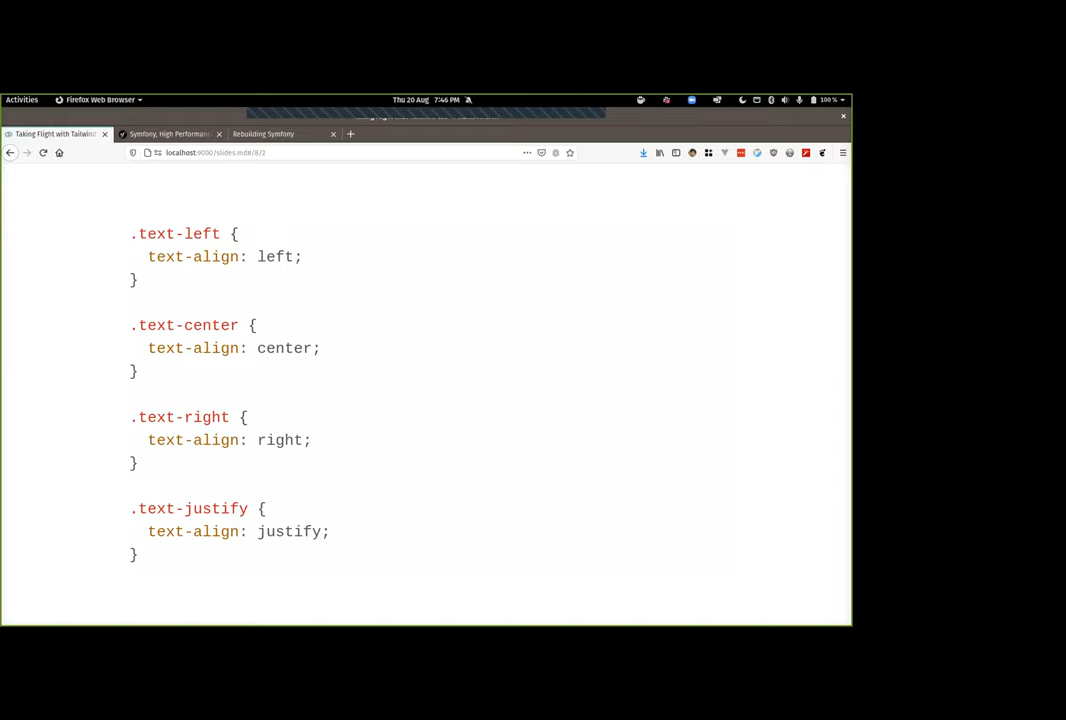 Activities Firefox Web Browser Thu 20 Aug 7:46 PM 100 %
Taking Flight with Tailwind Symfony, High Performan Rebuilding Symfony
localhost:9000/slides.md#/8/2
.text-left {
  text-align: left;
}
.text-center {
  text-align: center;
}
.text-right {
  text-align: right;
}
.text-justify {
  text-align: justify;
}